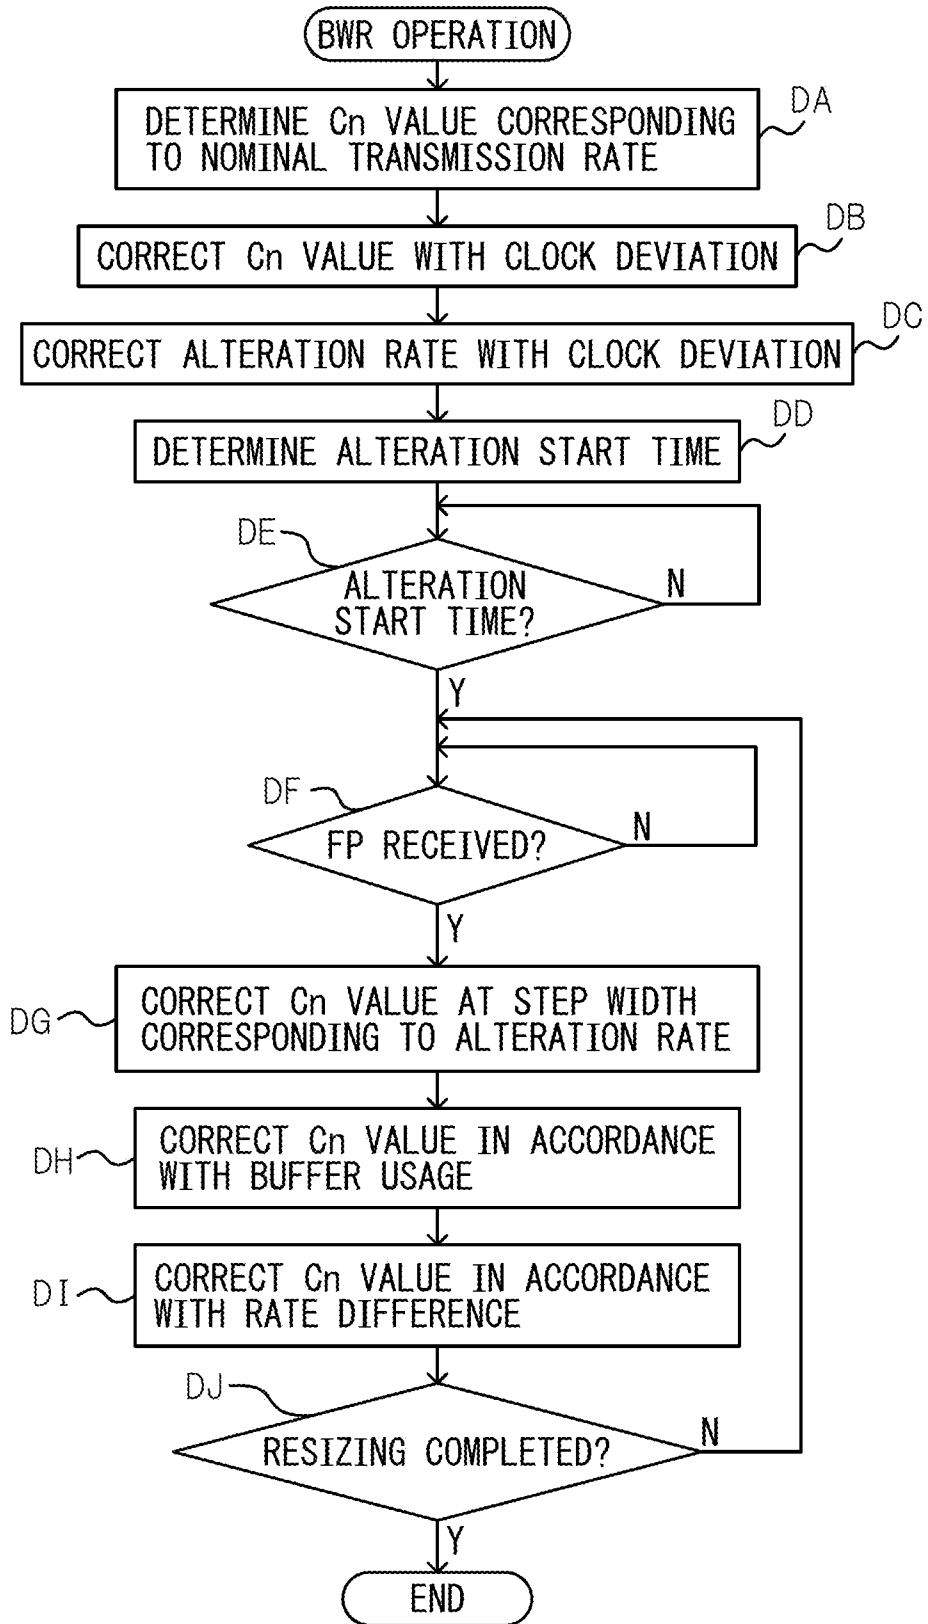 BWR OPERATION
DA
DETERMINE Cn VALUE CORRESPONDING
TO NOMINAL TRANSMISSION RATE
DB
CORRECT Cn VALUE WITH CLOCK DEVIATION
DC
CORRECT ALTERATION RATE WITH CLOCK DEVIATION
DD
DETERMINE ALTERATION START TIME
DE
ALTERATION
START TIME?
N
Y
DF
FP RECEIVED?
N
Y
DG
CORRECT Cn VALUE AT STEP WIDTH
CORRESPONDING TO ALTERATION RATE
DH
CORRECT Cn VALUE IN ACCORDANCE
WITH BUFFER USAGE
DI
CORRECT Cn VALUE IN ACCORDANCE
WITH RATE DIFFERENCE
DJ
RESIZING COMPLETED?
N
Y
END